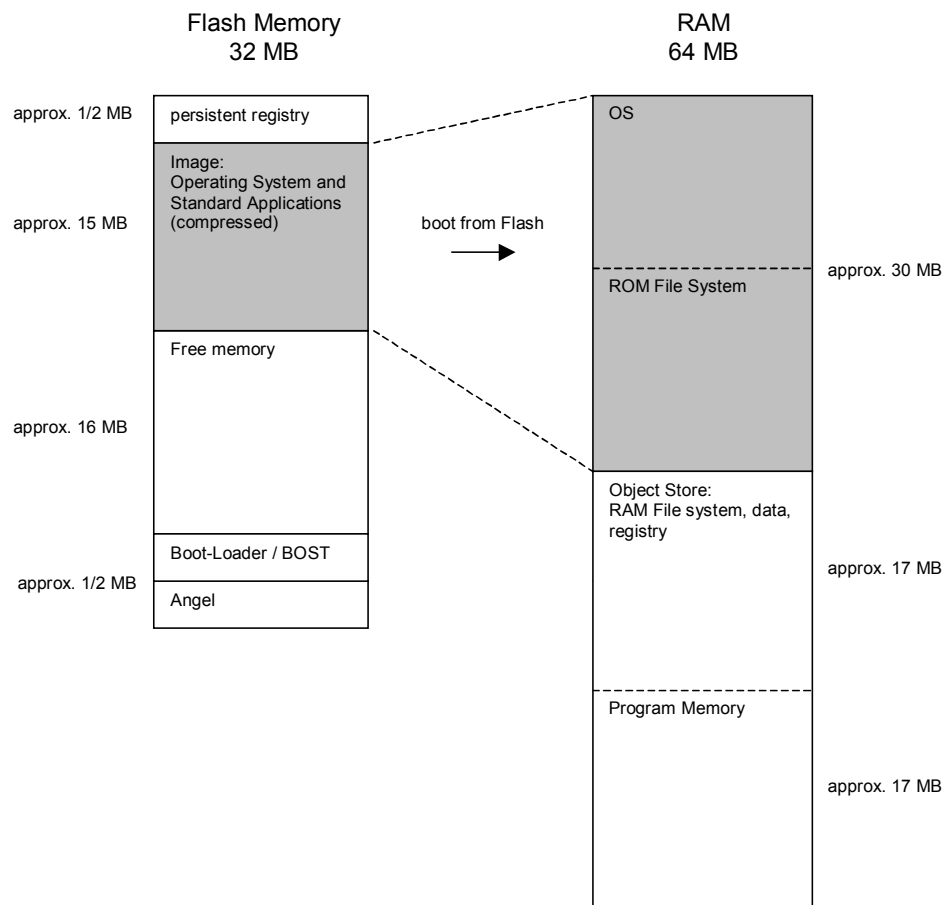 Flash Memory
32 MB
RAM
64 MB
approx. 1/2 MB
persistent registry
OS
Image:
Operating System and
Standard Applications
(compressed)
approx. 15 MB
boot from Flash
approx. 30 MB
ROM File System
Free memory
approx. 16 MB
Object Store:
RAM File system, data,
registry
Boot-Loader / BOST
approx. 17 MB
approx. 1/2 MB
Angel
Program Memory
approx. 17 MB